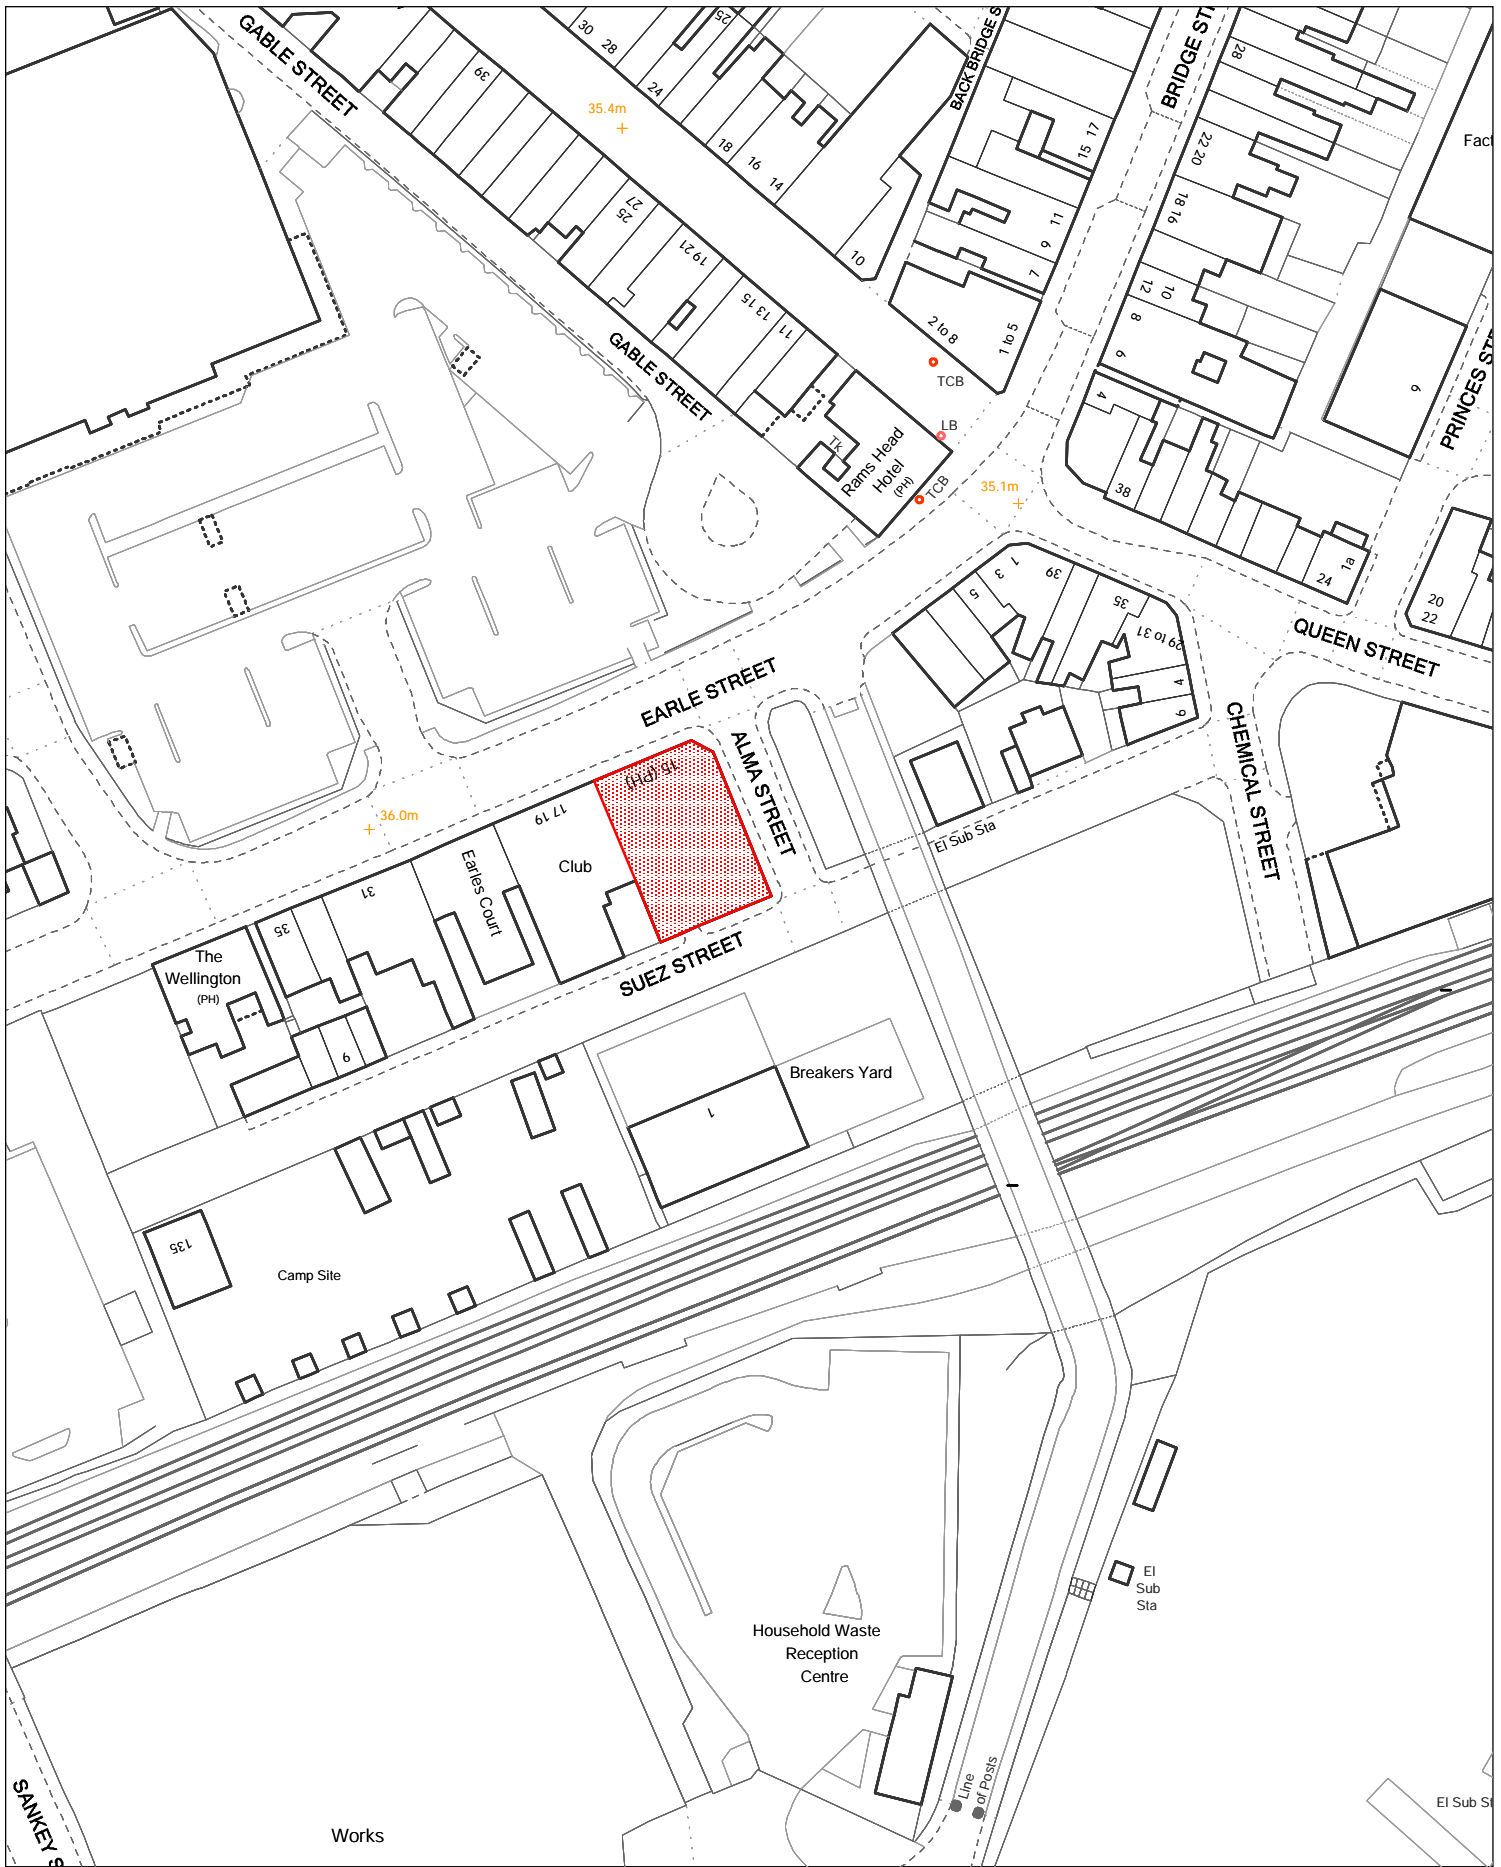 GABLE STREET
39
30
28
25
24
35.4m
18
16
14
10
BACK BRIDGE S
BRIDGE ST
28
17
15
22 20
18 16
11
9
7
Fact
27
25
19 21
13 15
11
GABLE STREET
2 to 8
1 to 5
TCB
LB
12
10
8
6
4
6
PRINCES STR
Tk
Rams Head
Hotel
(PH)
TCB
35.1m
38
24
1a
20
22
1
3
5
39
35
29 to 31
4
6
QUEEN STREET
EARLE STREET
ALMA STREET
CHEMICAL STREET
15 (PH)
36.0m
17 19
Club
El Sub Sta
Earles Court
31
35
The
Wellington
(PH)
9
SUEZ STREET
Breakers Yard
1
135
Camp Site
El
Sub
Sta
Household Waste
Reception
Centre
Line
of Posts
El Sub St
SANKEY S
Works